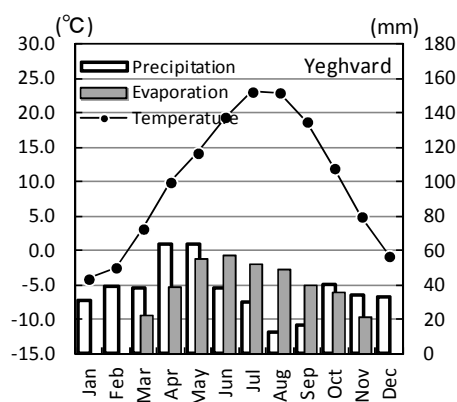 (℃)
(mm)
30.0
25.0
20.0
15.0
10.0
5.0
0.0
-5.0
-10.0
-15.0
180
160
140
120
100
80
60
40
20
0
Yeghvard
Precipitation
Evaporation
Temperature
Jan
Feb
Mar
Apr
May
Jun
Jul
Aug
Sep
Oct
Nov
Dec